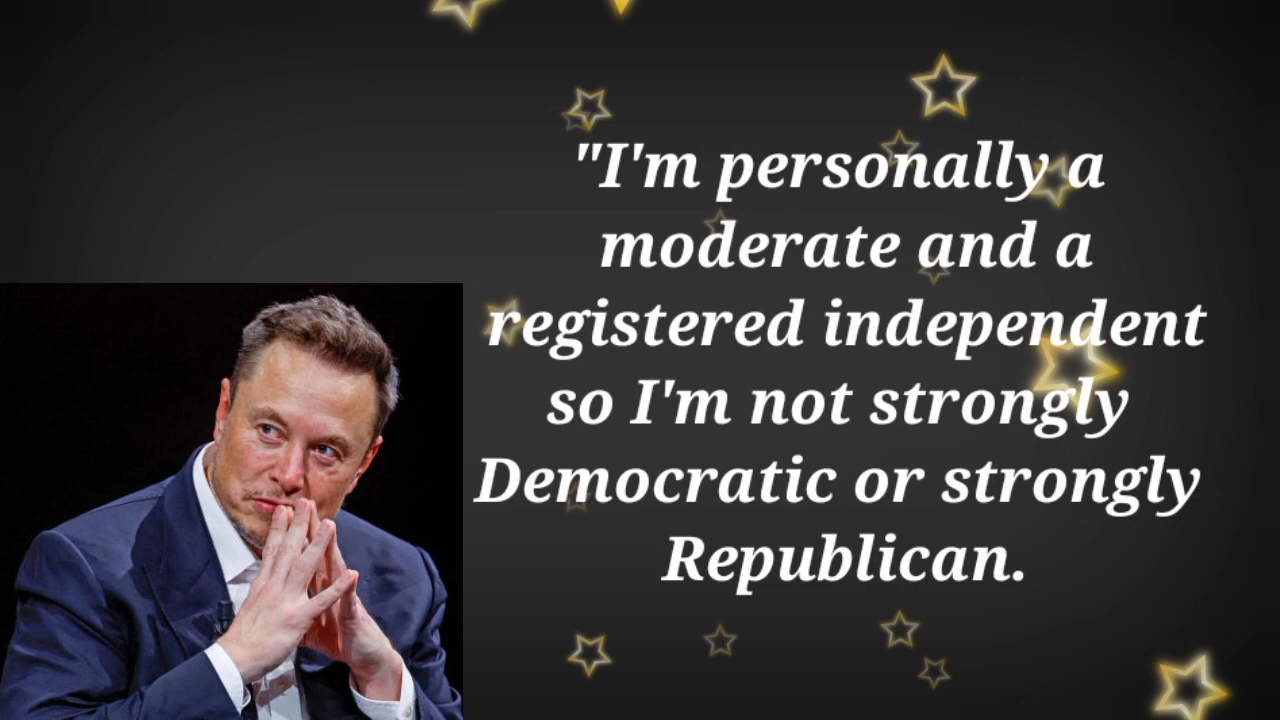 "I'm personally a
moderate and a
registered independent
so I'm not strongly
Democratic or strongly
Republican.